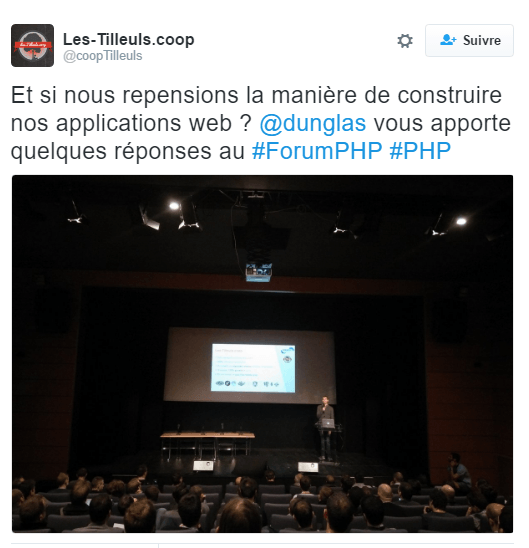 Les-Tilleuls.coop
@coopTilleuls
Suivre
Et si nous repensions la manière de construire
nos applications web ? @dunglas vous apporte
quelques réponses au #ForumPHP #PHP